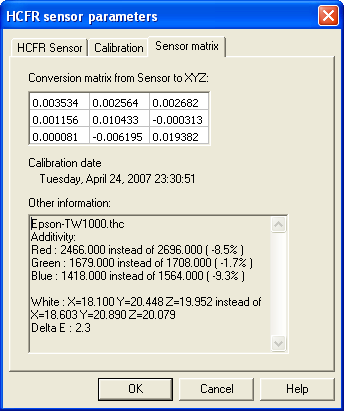 HCFR sensor parameters
HCFR Sensor Calibration Sensor matrix
Conversion matrix from Sensor to XYZ:
0.003534 0.002564 0.002682
0.001156 0.010433 -0.000313
0.000081 -0.006195 0.019382
Calibration date
Tuesday, April 24, 2007 23:30:51
Other information:
Epson-TW1000.thc
Additivity:
Red : 2466.000 instead of 2696.000 ( -8.5% )
Green : 1679.000 instead of 1708.000 ( -1.7% )
Blue : 1418.000 instead of 1564.000 ( -9.3% )
White : X=18.100 Y=20.448 Z=19.952 instead of
X=18.603 Y=20.890 Z=20.079
Delta E : 2.3
OK Cancel Help